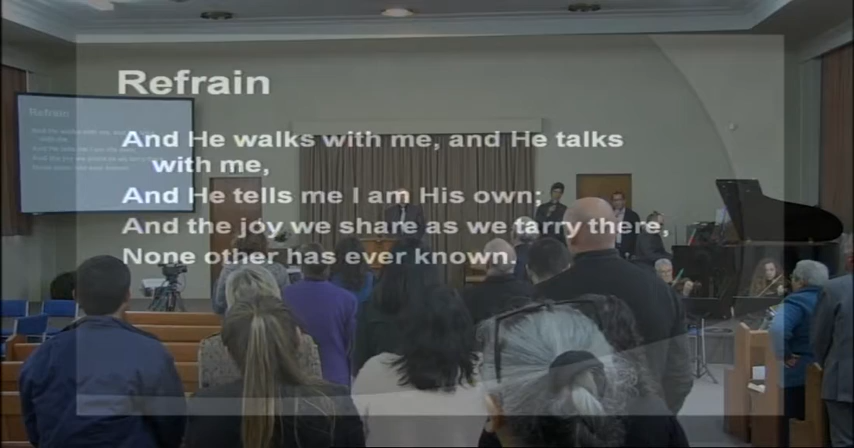 Refrain
And He walks with me, and He talks
with me,
And He tells me I am His own;
And the joy we share as we tarry there,
None other has ever known.
Refrain